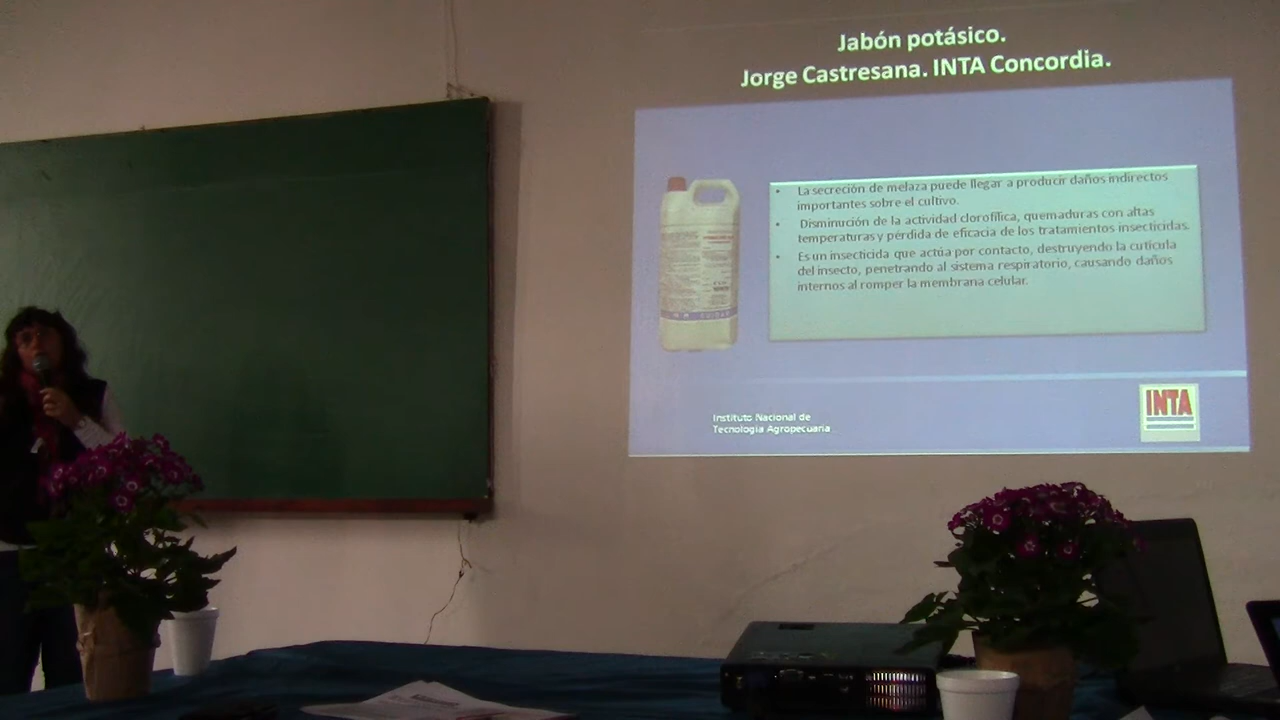 Jabón potásico.
Jorge Castresana. INTA Concordia.
• La secreción de melaza puede llegar a producir daños indirectos
importantes sobre el cultivo.
• Disminución de la actividad clorofílica, quemaduras con altas
temperaturas y pérdida de eficacia de los tratamientos insecticidas.
• Es un insecticida que actúa por contacto, destruyendo la cutícula
del insecto, penetrando al sistema respiratorio, causando daños
internos al romper la membrana celular.
Instituto Nacional de
Tecnología Agropecuaria
INTA